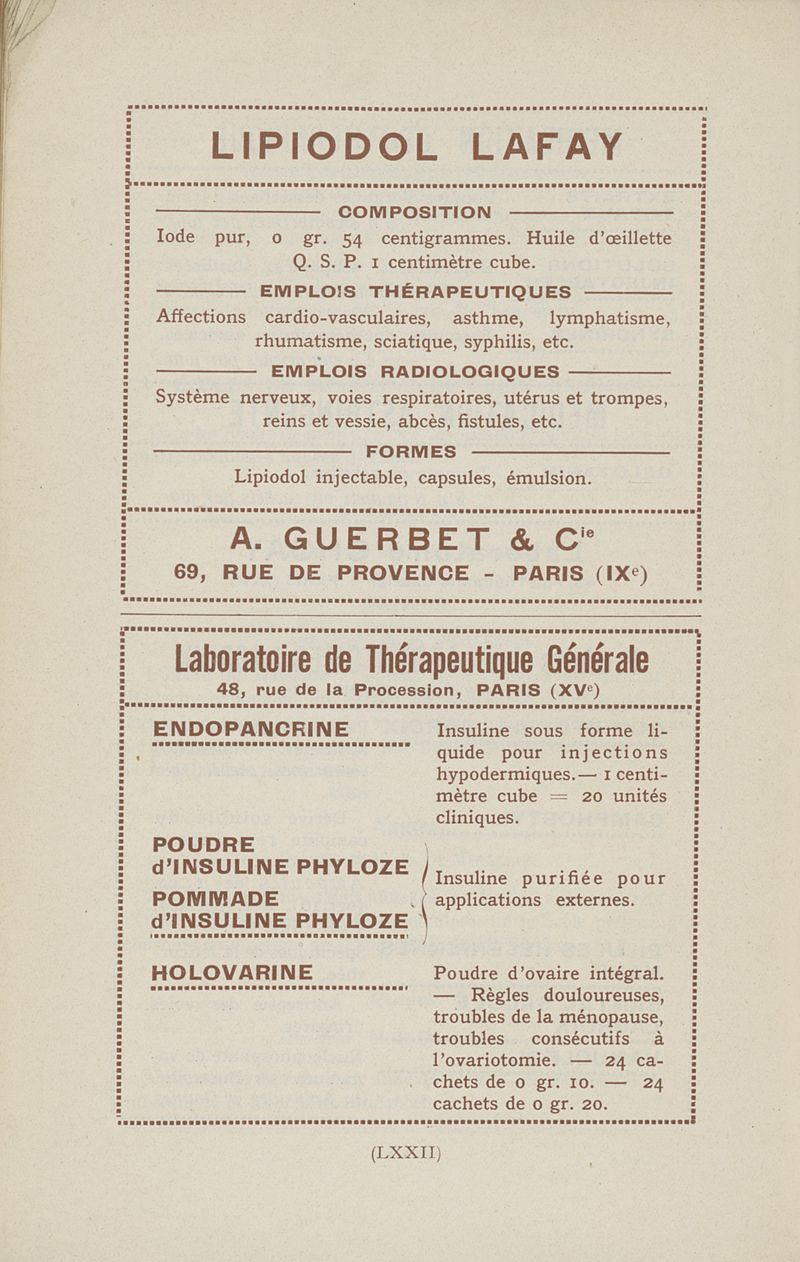 LIPIODOL LAFAY
COMPOSITION
Iode pur, 0 gr. 54 centigrammes. Huile d'œillette
Q. S. P. 1 centimètre cube.
EMPLOIS THÉRAPEUTIQUES
Affections cardio-vasculaires, asthme, lymphatisme,
rhumatisme, sciatique, syphilis, etc.
EMPLOIS RADIOLOGIQUES
Système nerveux, voies respiratoires, utérus et trompes,
reins et vessie, abcès, fistules, etc.
FORMES
Lipiodol injectable, capsules, émulsion.
A. GUERBET & Cie
69, RUE DE PROVENCE - PARIS (IXe)
Laboratoire de Thérapeutique Générale
48, rue de la Procession, PARIS (XVe)
ENDOPANCRINE
Insuline sous forme li-
quide pour injections
hypodermiques.— 1 centi-
mètre cube = 20 unités
cliniques.
POUDRE
d'INSULINE PHYLOZE
POMMADE
d'INSULINE PHYLOZE
Insuline purifiée pour
applications externes.
HOLOVARINE
Poudre d'ovaire intégral.
— Règles douloureuses,
troubles de la ménopause,
troubles consécutifs à
l'ovariotomie. — 24 ca-
chets de 0 gr. 10. — 24
cachets de 0 gr. 20.
(LXXII)